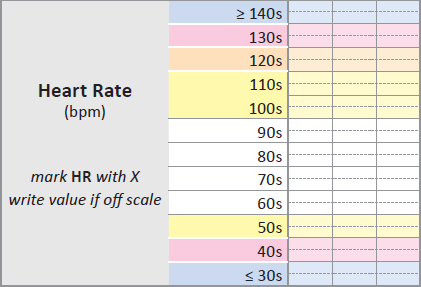 ≥ 140s
130s
120s
110s
100s
90s
80s
70s
60s
50s
40s
≤ 30s
Heart Rate
(bpm)
mark HR with X
write value if off scale